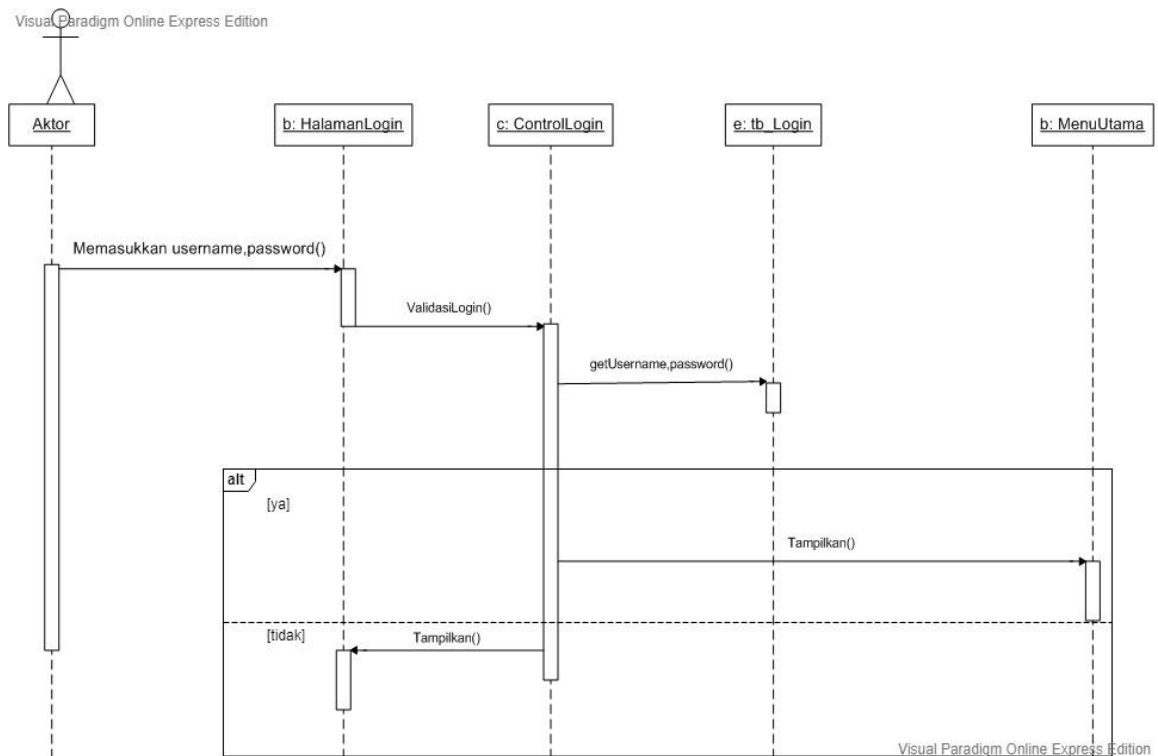 Visual Paradigm Online Express Edition
Aktor
b: HalamanLogin
c: ControlLogin
e: tb_Login
b: MenuUtama
Memasukkan username,password()
ValidasiLogin()
getUsername,password()
alt
[ya]
Tampilkan()
[tidak]
Tampilkan()
Visual Paradigm Online Express Edition